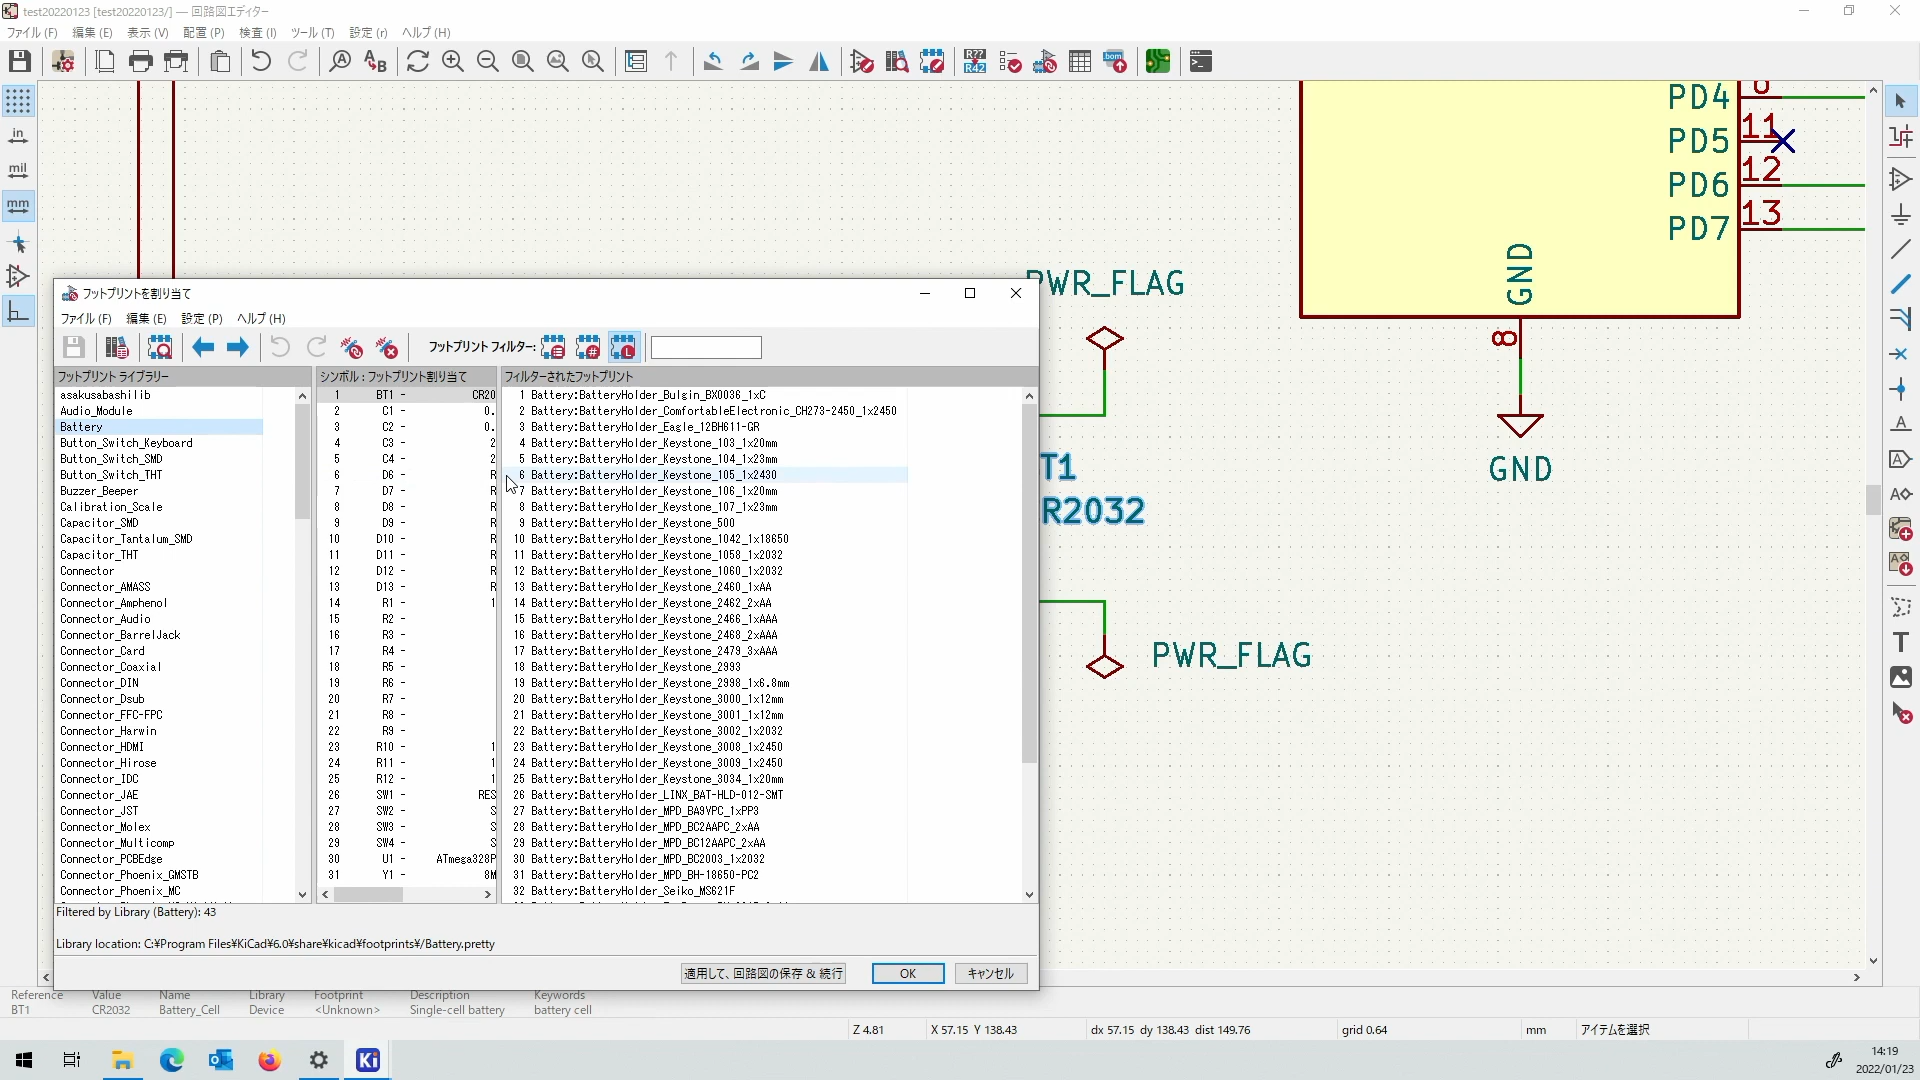 test20220123 [test20220123/] — 回路図エディター
ファイル (F) 編集 (E) 表示 (V) 配置 (P) 検査 (I) ツール (T) 設定 (r) ヘルプ (H)
R??
R42
bom
in
mil
mm
PD4
PD5 11
PD6 12
PD7 13
GND
8
GND
PWR_FLAG
T1
R2032
PWR_FLAG
フットプリントを割り当て
ファイル (F) 編集 (E) 設定 (P) ヘルプ (H)
フットプリント フィルター:
フットプリント ライブラリー
asakusabashilib
Audio_Module
Battery
Button_Switch_Keyboard
Button_Switch_SMD
Button_Switch_THT
Buzzer_Beeper
Calibration_Scale
Capacitor_SMD
Capacitor_Tantalum_SMD
Capacitor_THT
Connector
Connector_AMASS
Connector_Amphenol
Connector_Audio
Connector_BarrelJack
Connector_Card
Connector_Coaxial
Connector_DIN
Connector_Dsub
Connector_FFC-FPC
Connector_Harwin
Connector_HDMI
Connector_Hirose
Connector_IDC
Connector_JAE
Connector_JST
Connector_Molex
Connector_Multicomp
Connector_PCBEdge
Connector_Phoenix_GMSTB
Connector_Phoenix_MC
シンボル : フットプリント割り当て
1 BT1 - CR20
2 C1 - 0.
3 C2 - 0.
4 C3 - 2
5 C4 - 2
6 D6 - R
7 D7 - R
8 D8 - R
9 D9 - R
10 D10 - R
11 D11 - R
12 D12 - R
13 D13 - R
14 R1 - 1
15 R2 -
16 R3 -
17 R4 -
18 R5 -
19 R6 -
20 R7 -
21 R8 -
22 R9 -
23 R10 - 1
24 R11 - 1
25 R12 - 1
26 SW1 - RES
27 SW2 - S
28 SW3 - S
29 SW4 - S
30 U1 - ATmega328P
31 Y1 - 8M
フィルターされたフットプリント
1 Battery:BatteryHolder_Bulgin_BX0036_1xC
2 Battery:BatteryHolder_ComfortableElectronic_CH273-2450_1x2450
3 Battery:BatteryHolder_Eagle_12BH611-GR
4 Battery:BatteryHolder_Keystone_103_1x20mm
5 Battery:BatteryHolder_Keystone_104_1x23mm
6 Battery:BatteryHolder_Keystone_105_1x2430
7 Battery:BatteryHolder_Keystone_106_1x20mm
8 Battery:BatteryHolder_Keystone_107_1x23mm
9 Battery:BatteryHolder_Keystone_500
10 Battery:BatteryHolder_Keystone_1042_1x18650
11 Battery:BatteryHolder_Keystone_1058_1x2032
12 Battery:BatteryHolder_Keystone_1060_1x2032
13 Battery:BatteryHolder_Keystone_2460_1xAA
14 Battery:BatteryHolder_Keystone_2462_2xAA
15 Battery:BatteryHolder_Keystone_2466_1xAAA
16 Battery:BatteryHolder_Keystone_2468_2xAAA
17 Battery:BatteryHolder_Keystone_2479_3xAAA
18 Battery:BatteryHolder_Keystone_2993
19 Battery:BatteryHolder_Keystone_2998_1x6.8mm
20 Battery:BatteryHolder_Keystone_3000_1x12mm
21 Battery:BatteryHolder_Keystone_3001_1x12mm
22 Battery:BatteryHolder_Keystone_3002_1x2032
23 Battery:BatteryHolder_Keystone_3008_1x2450
24 Battery:BatteryHolder_Keystone_3009_1x2450
25 Battery:BatteryHolder_Keystone_3034_1x20mm
26 Battery:BatteryHolder_LINX_BAT-HLD-012-SMT
27 Battery:BatteryHolder_MPD_BA9VPC_1xPP3
28 Battery:BatteryHolder_MPD_BC2AAPC_2xAA
29 Battery:BatteryHolder_MPD_BC12AAPC_2xAA
30 Battery:BatteryHolder_MPD_BC2003_1x2032
31 Battery:BatteryHolder_MPD_BH-18650-PC2
32 Battery:BatteryHolder_Seiko_MS621F
Filtered by Library (Battery): 43
Library location: C:¥Program Files¥KiCad¥6.0¥share¥kicad¥footprints¥/Battery.pretty
適用して、回路図の保存 & 続行 OK キャンセル
Reference Value Name Library Footprint Description Keywords
BT1 CR2032 Battery_Cell Device <Unknown> Single-cell battery battery cell
Z 4.81 X 57.15 Y 138.43 dx 57.15 dy 138.43 dist 149.76 grid 0.64 mm アイテムを選択
Ki
14:19
2022/01/23